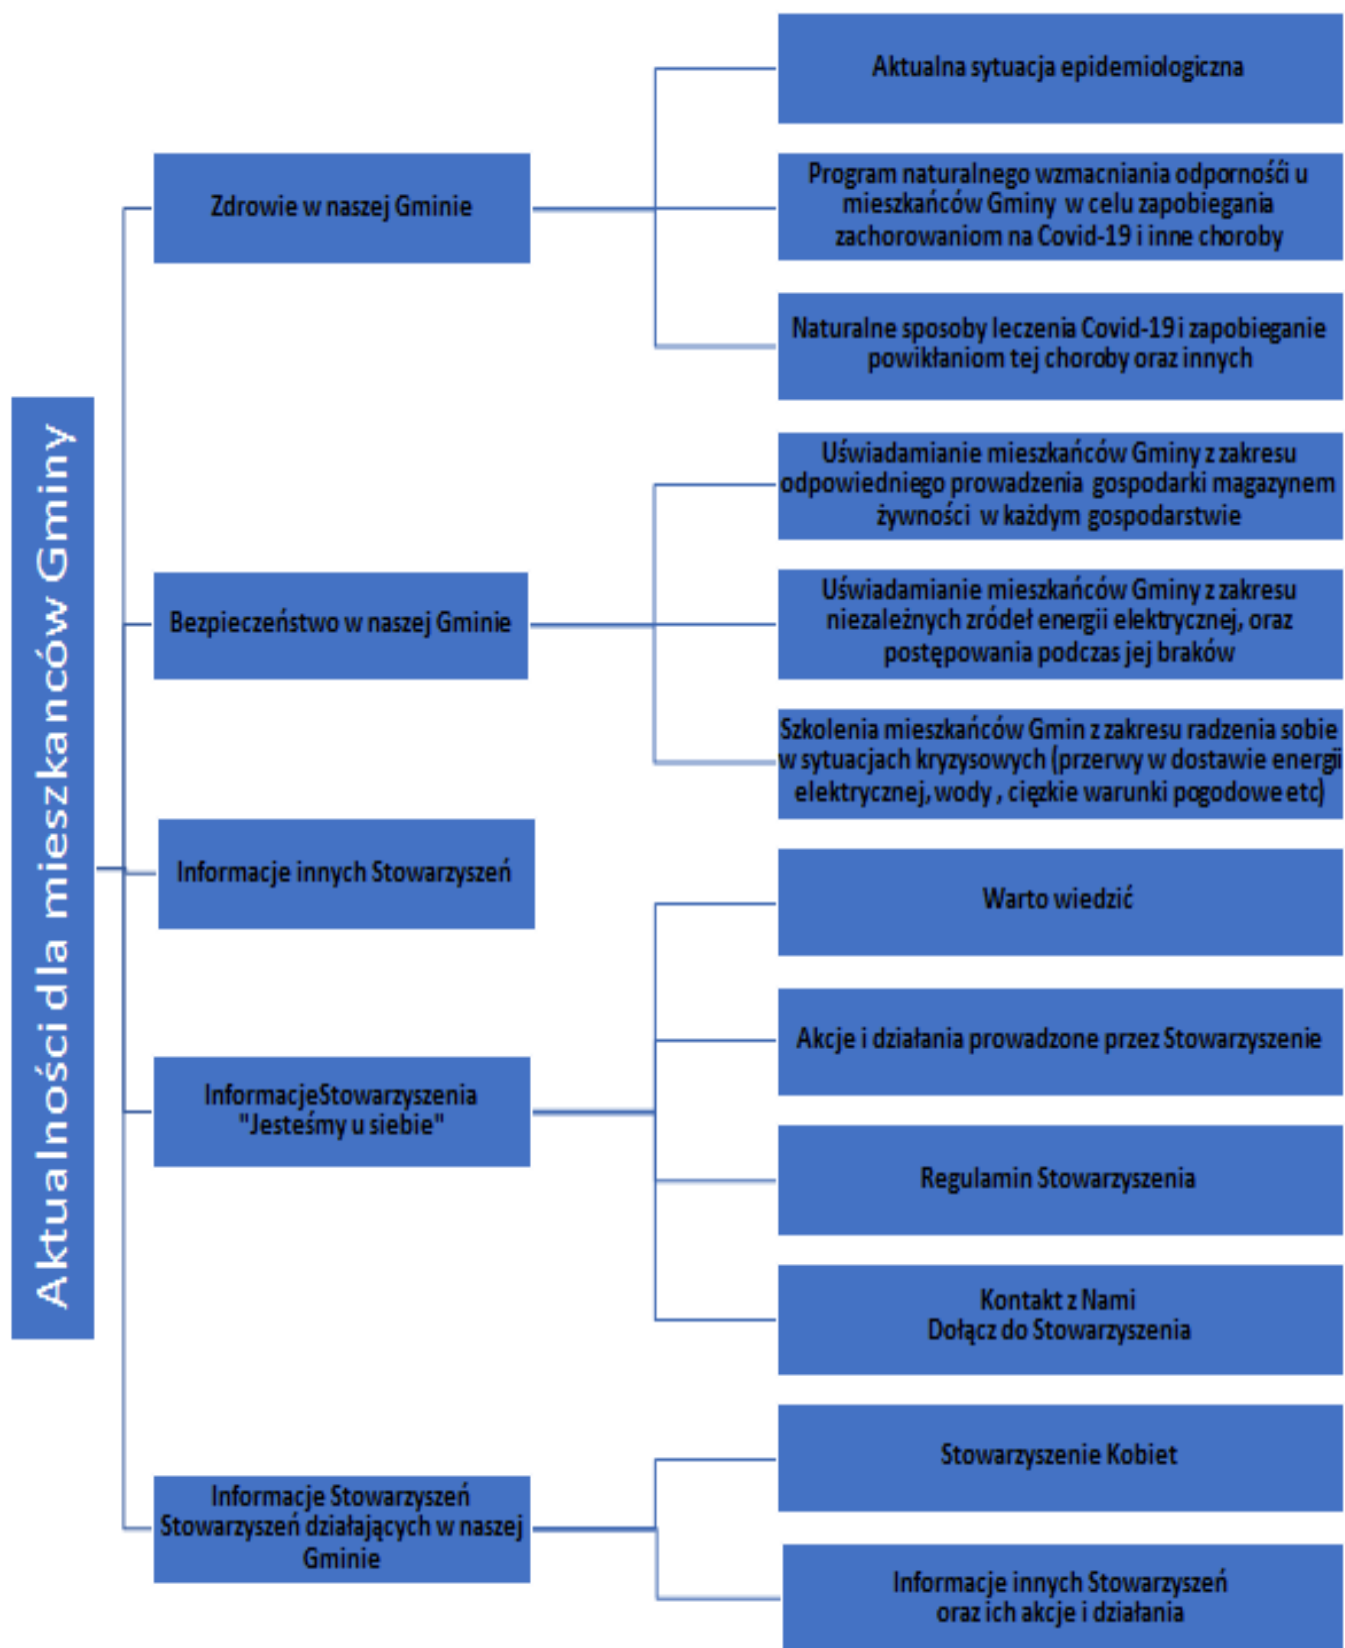 Aktualności dla mieszkanców Gminy
Zdrowie w naszej Gminie
Aktualna sytuacja epidemiologiczna
Program naturalnego wzmacniania odpornośći u
mieszkańców Gminy w celu zapobiegania
zachorowaniom na Covid-19 i inne choroby
Naturalne sposoby leczenia Covid-19 i zapobieganie
powikłaniom tej choroby oraz innych
Bezpieczeństwo w naszej Gminie
Uświadamianie mieszkańców Gminy z zakresu
odpowiedniego prowadzenia gospodarki magazynem
żywności w każdym gospodarstwie
Uświadamianie mieszkańców Gminy z zakresu
niezależnych zródeł energii elektrycznej, oraz
postępowania podczas jej braków
Szkolenia mieszkańców Gmin z zakresu radzenia sobie
w sytuacjach kryzysowych (przerwy w dostawie energii
elektrycznej, wody , cięzkie warunki pogodowe etc)
Informacje innych Stowarzyszeń
InformacjeStowarzyszenia
"Jesteśmy u siebie"
Warto wiedzić
Akcje i działania prowadzone przez Stowarzyszenie
Regulamin Stowarzyszenia
Kontakt z Nami
Dołącz do Stowarzyszenia
Informacje Stowarzyszeń
Stowarzyszeń działających w naszej
Gminie
Stowarzyszenie Kobiet
Informacje innych Stowarzyszeń
oraz ich akcje i działania